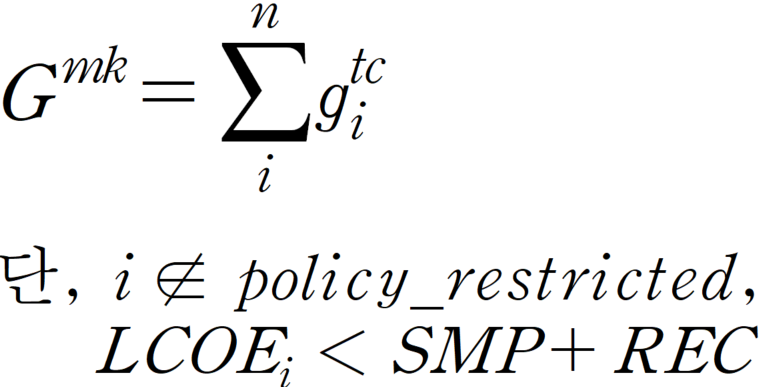 G^{mk} = \sum_{i}^{n} g_i^{tc}
단, i ∉ policy_restricted,
LCOE_i < SMP + REC